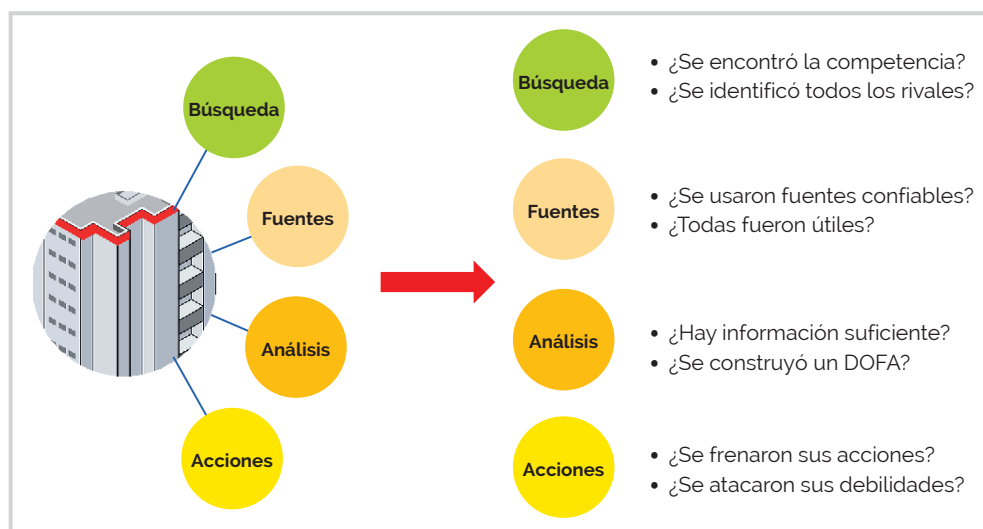 Búsqueda
Fuentes
Análisis
Acciones
Búsqueda
• ¿Se encontró la competencia?
• ¿Se identificó todos los rivales?
Fuentes
• ¿Se usaron fuentes confiables?
• ¿Todas fueron útiles?
Análisis
• ¿Hay información suficiente?
• ¿Se construyó un DOFA?
Acciones
• ¿Se frenaron sus acciones?
• ¿Se atacaron sus debilidades?